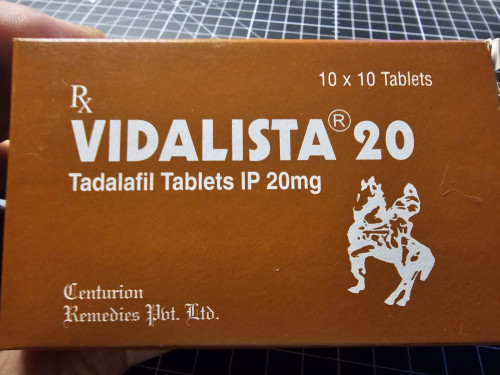 10 x 10 Tablets
Rx
VIDALISTA® 20
Tadalafil Tablets IP 20mg
Centurion
Remedies Pvt. Ltd.